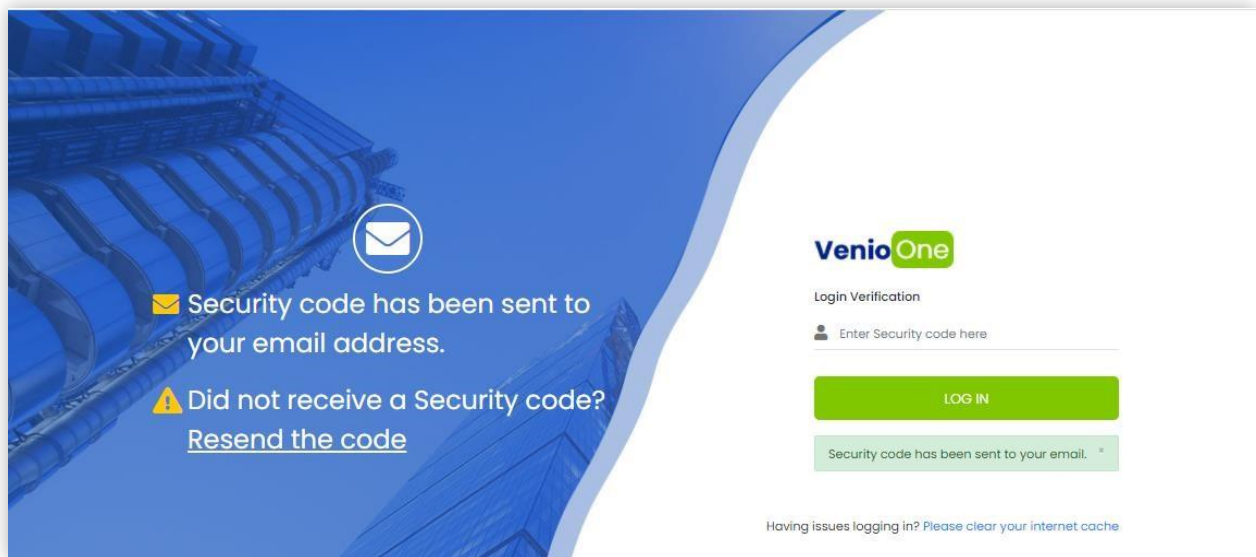 Security code has been sent to
your email address.
Did not receive a Security code?
Resend the code
VenioOne
Login Verification
Enter Security code here
LOG IN
Security code has been sent to your email. ×
Having issues logging in? Please clear your internet cache